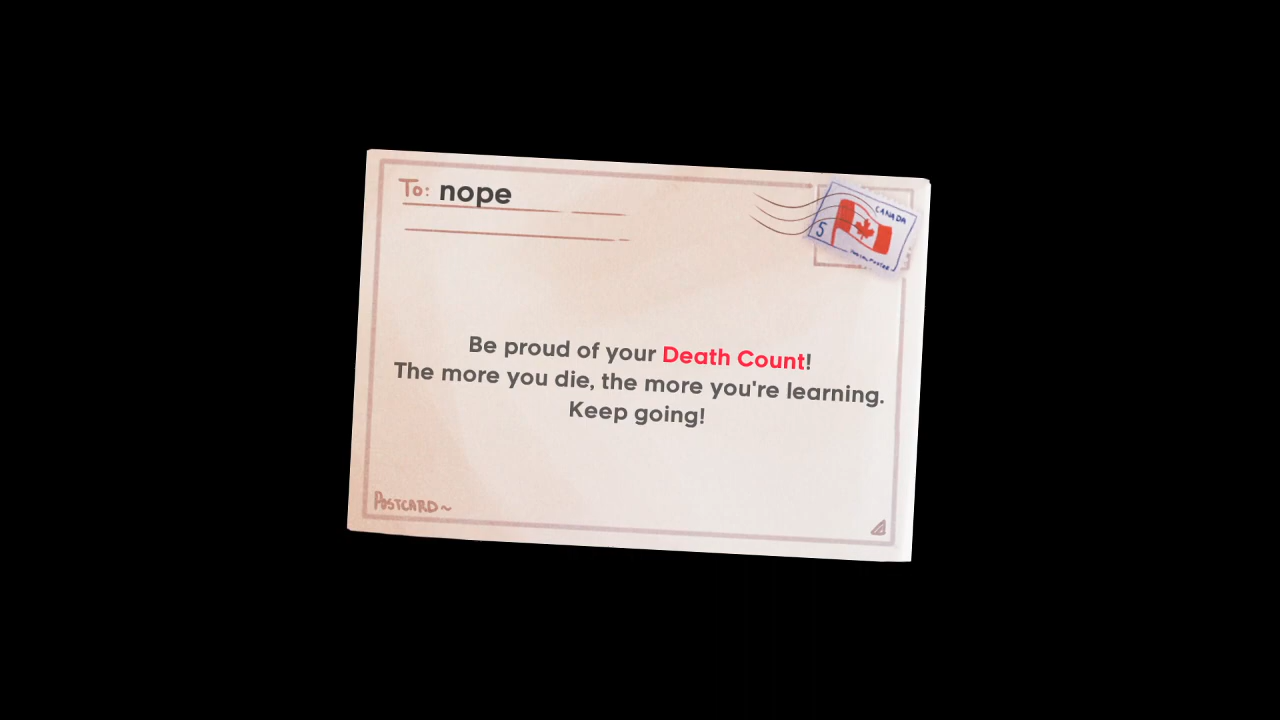 To: nope
CANADA
5
Be proud of your Death Count!
The more you die, the more you're learning.
Keep going!
POSTCARD~